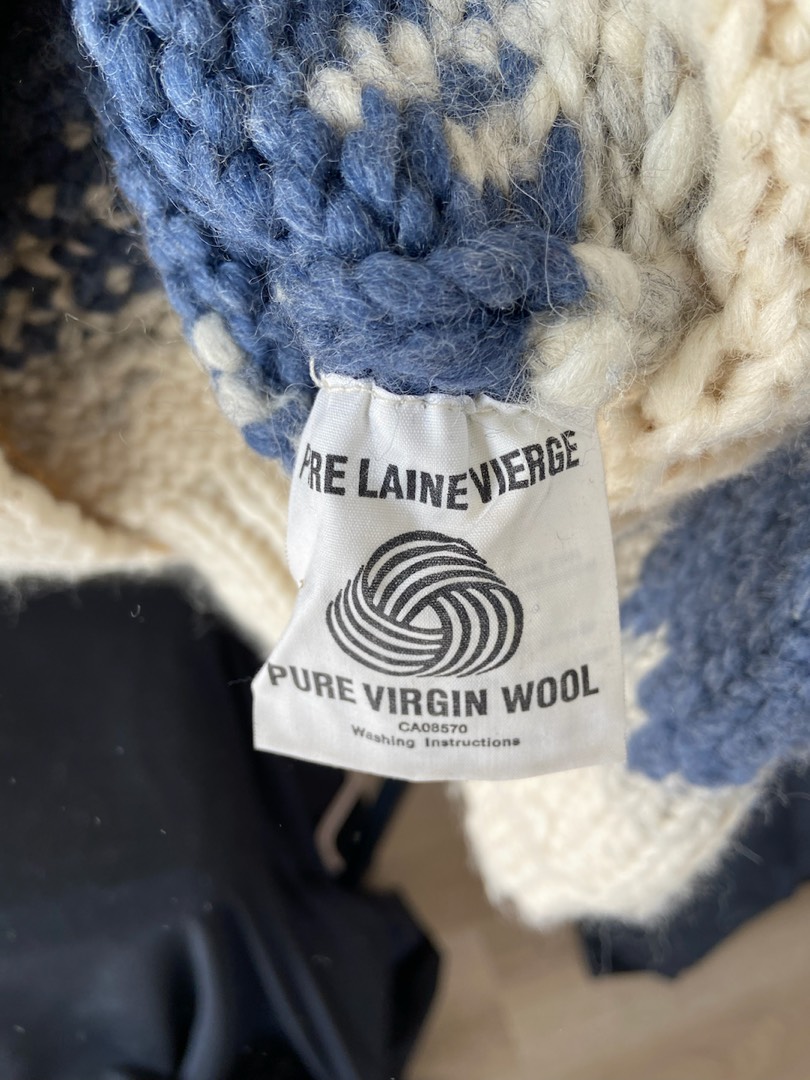 PRE LAINE VIERGE
PURE VIRGIN WOOL
CA08570
Washing Instructions